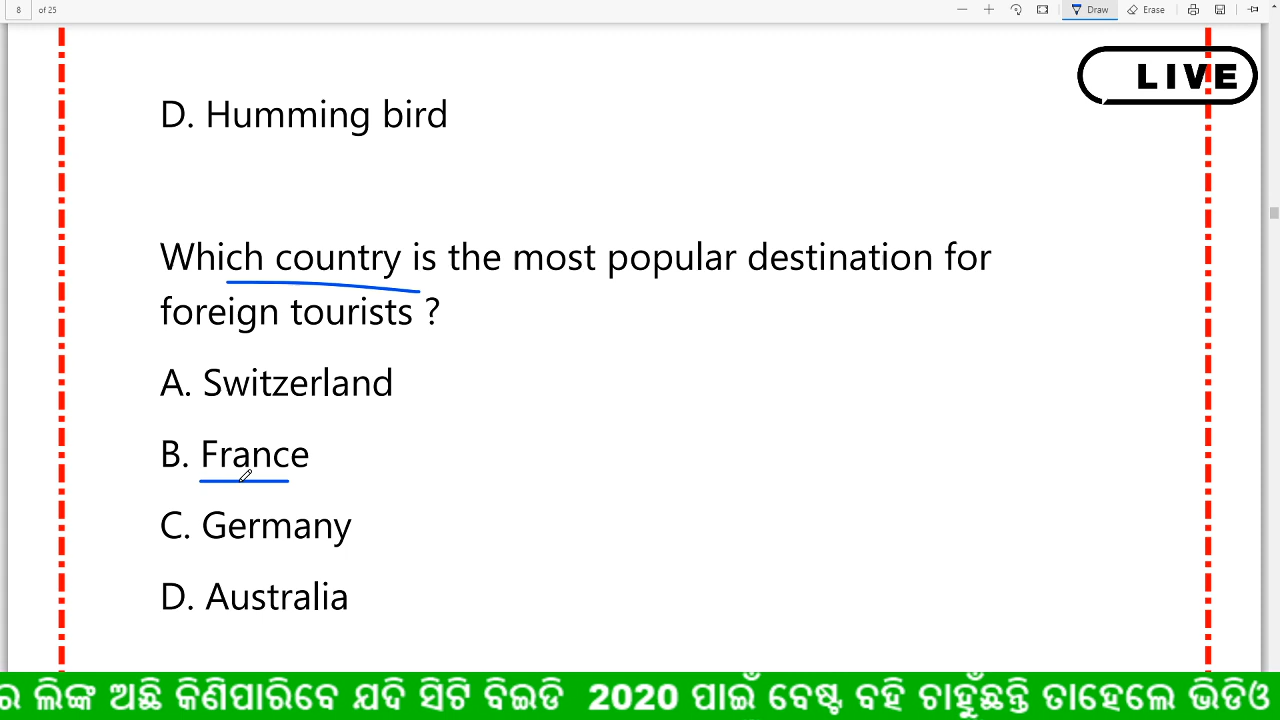 8 of 25
Draw
Erase
LIVE
D. Humming bird
Which country is the most popular destination for
foreign tourists ?
A. Switzerland
B. France
C. Germany
D. Australia
ର ଲିଙ୍କ ଅଛି କିଣିପାରିବେ ଯଦି ସିଟି ବିଇଡି 2020 ପାଇଁ ବେଷ୍ଟ ବହି ଚାହୁଁଛନ୍ତି ତାହେଲେ ଭିଡିଓ